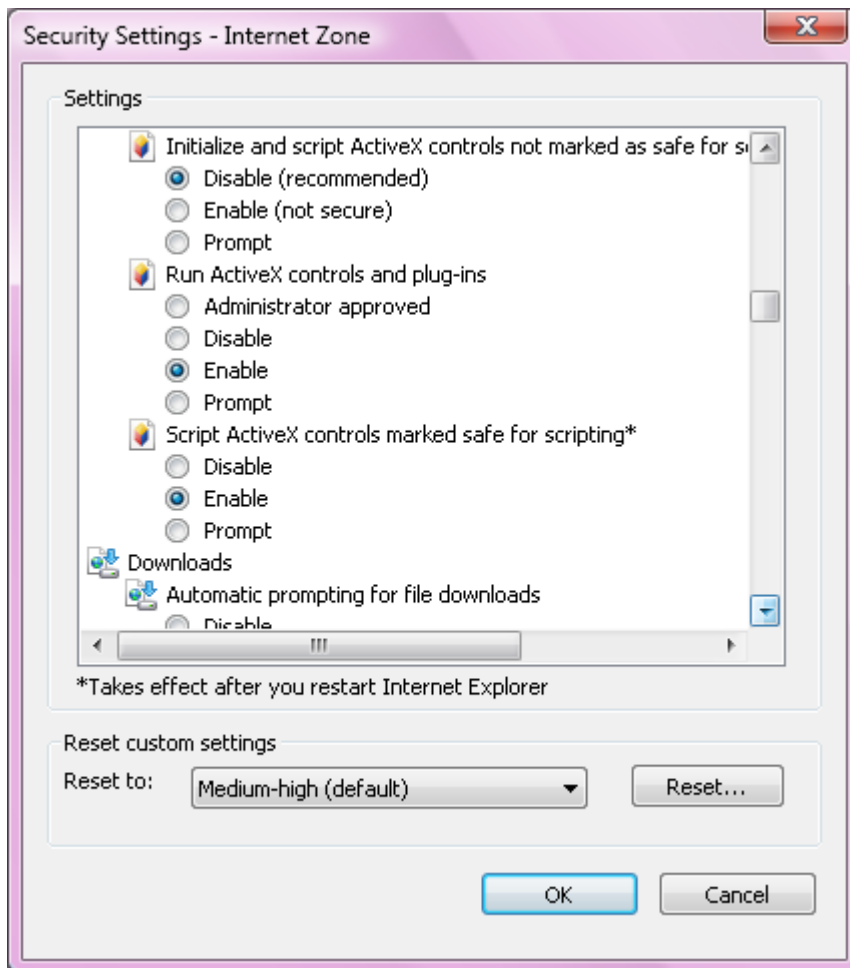 Security Settings - Internet Zone
Settings
Initialize and script ActiveX controls not marked as safe for
Disable (recommended)
Enable (not secure)
Prompt
Run ActiveX controls and plug-ins
Administrator approved
Disable
Enable
Prompt
Script ActiveX controls marked safe for scripting*
Disable
Enable
Prompt
Downloads
Automatic prompting for file downloads
Disable
*Takes effect after you restart Internet Explorer
Reset custom settings
Reset to:
Medium-high (default)
Reset...
OK
Cancel